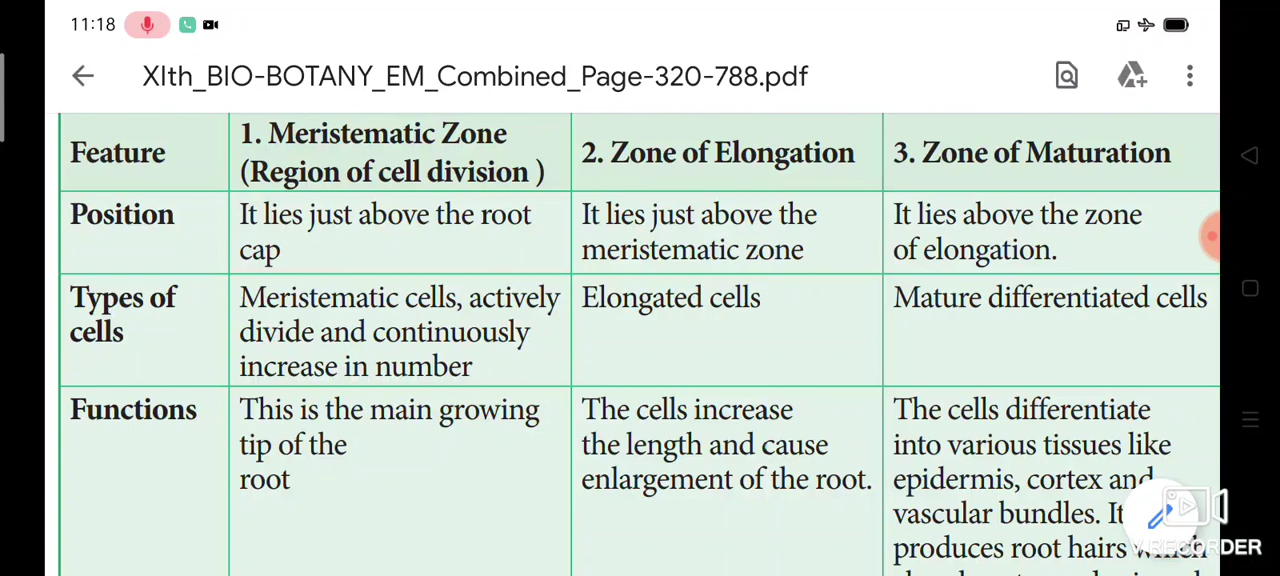 11:18
XIth_BIO-BOTANY_EM_Combined_Page-320-788.pdf
Feature
1. Meristematic Zone
(Region of cell division )
2. Zone of Elongation
3. Zone of Maturation
Position
It lies just above the root
cap
It lies just above the
meristematic zone
It lies above the zone
of elongation.
Types of
cells
Meristematic cells, actively
divide and continuously
increase in number
Elongated cells
Mature differentiated cells
Functions
This is the main growing
tip of the
root
The cells increase
the length and cause
enlargement of the root.
The cells differentiate
into various tissues like
epidermis, cortex and
vascular bundles. It
produces root hairs which
V.RECORDER